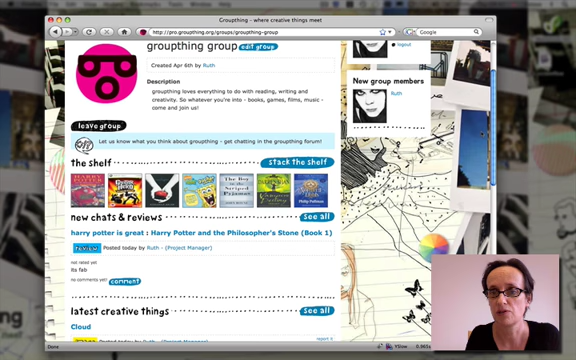 Groupthing - where creative things meet
http://pro.groupthing.org/groups/groupthing-group
Google
groupthing group edit group
logout
Created Apr 6th by Ruth
New group members
Ruth
Description
groupthing loves everything to do with reading, writing and
creativity. So whatever you're into - books, games, films, music -
come and join us!
leave group
Let us know what you think about groupthing - get chatting in the groupthing forum!
the shelf
stack the shelf
HARRY POTTER
new chats & reviews
see all
harry potter is great : Harry Potter and the Philosopher's Stone (Book 1)
review
Posted today by Ruth - (Project Manager)
not rated yet
its fab
no comments yet!
comment
latest creative things
see all
Cloud
Posted today by Ruth - (Project Manager)
report it
Done
YSlow